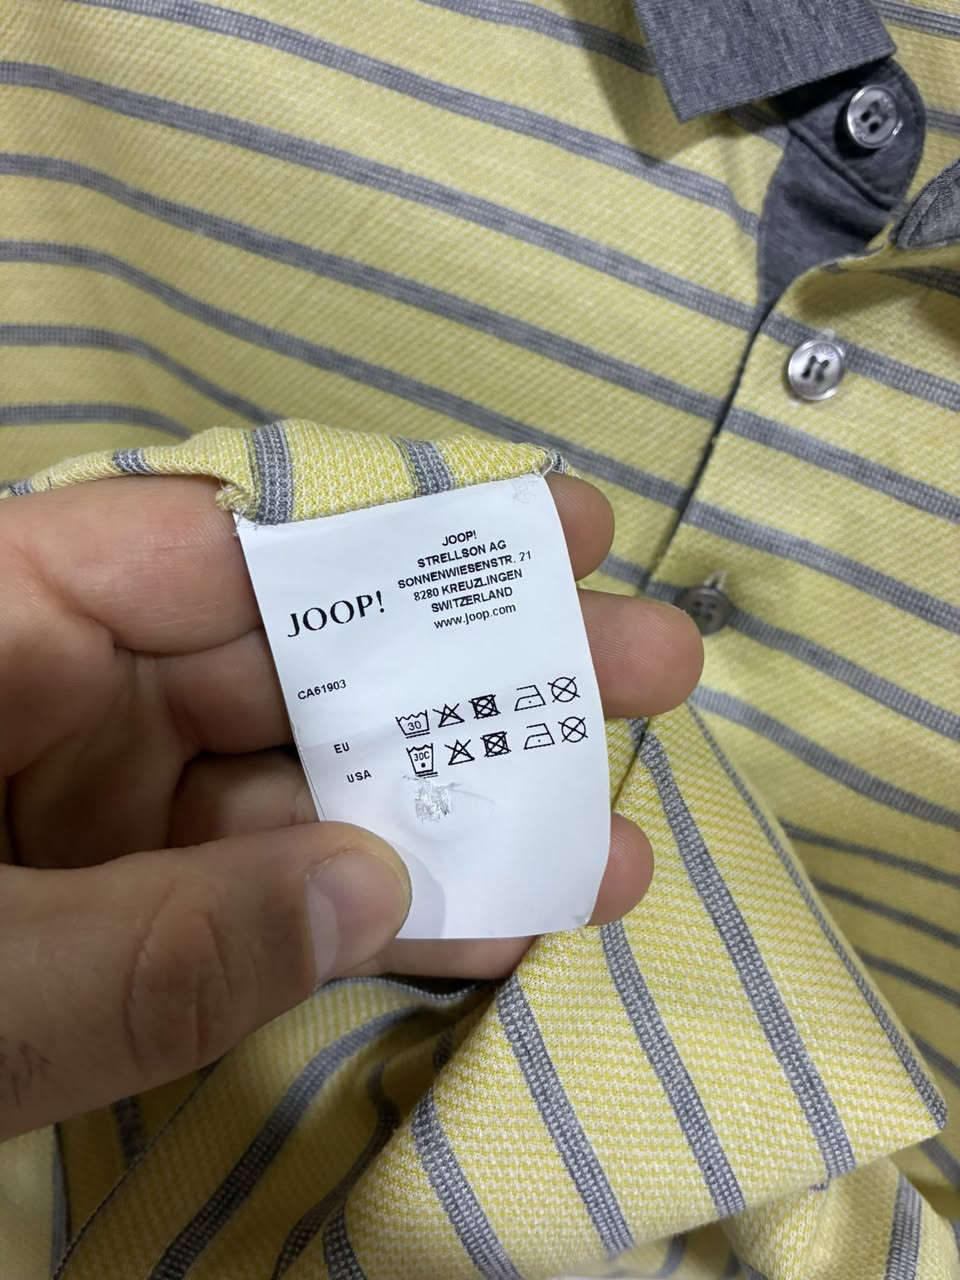 JOOP!
STRELLSON AG
SONNENWIESENSTR. 21
8280 KREUZLINGEN
SWITZERLAND
www.joop.com
JOOP!
CA61903
30
EU
30C
USA